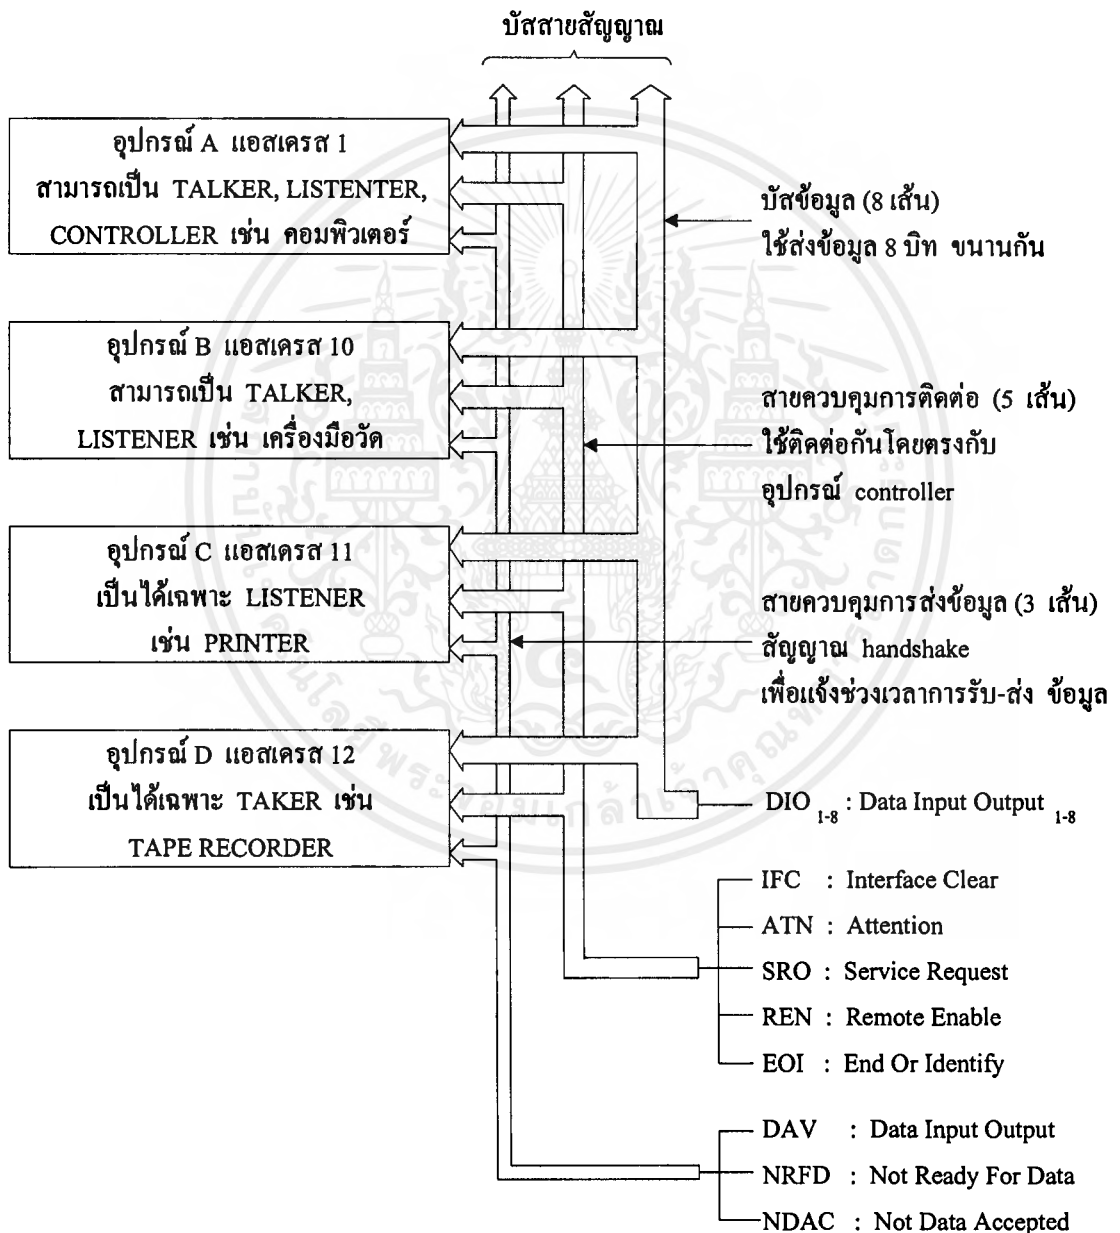 บัสสายสัญญาณ
อุปกรณ์ A แอสเครส 1
สามารถเป็น TALKER, LISTENTER,
CONTROLLER เช่น คอมพิวเตอร์
บัสข้อมูล (8 เส้น)
ใช้ส่งข้อมูล 8 บิท ขนานกัน
อุปกรณ์ B แอสเครส 10
สามารถเป็น TALKER,
LISTENER เช่น เครื่องมือวัด
สายควบคุมการติดต่อ (5 เส้น)
ใช้ติดต่อกันโดยตรงกับ
อุปกรณ์ controller
อุปกรณ์ C แอสเครส 11
เป็นได้เฉพาะ LISTENER
เช่น PRINTER
สายควบคุมการส่งข้อมูล (3 เส้น)
สัญญาณ handshake
เพื่อแจ้งช่วงเวลาการรับ-ส่ง ข้อมูล
อุปกรณ์ D แอสเครส 12
เป็นได้เฉพาะ TAKER เช่น
TAPE RECORDER
DIO 1-8 : Data Input Output 1-8
IFC : Interface Clear
ATN : Attention
SRO : Service Request
REN : Remote Enable
EOI : End Or Identify
DAV : Data Input Output
NRFD : Not Ready For Data
NDAC : Not Data Accepted